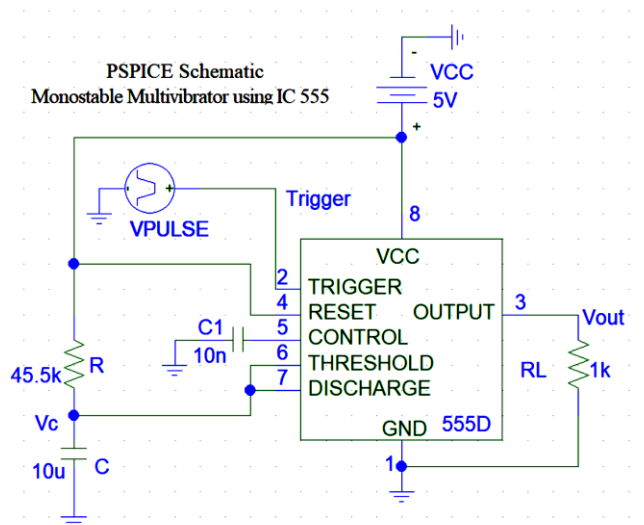 PSPICE Schematic
Monostable Multivibrator using IC 555
-
VCC
5V
+
- +
VPULSE
Trigger
8
VCC
2
TRIGGER
4
RESET
OUTPUT
3
Vout
C1
10n
5
CONTROL
6
THRESHOLD
7
DISCHARGE
R
45.5k
RL
1k
Vc
GND
555D
1
10u
C